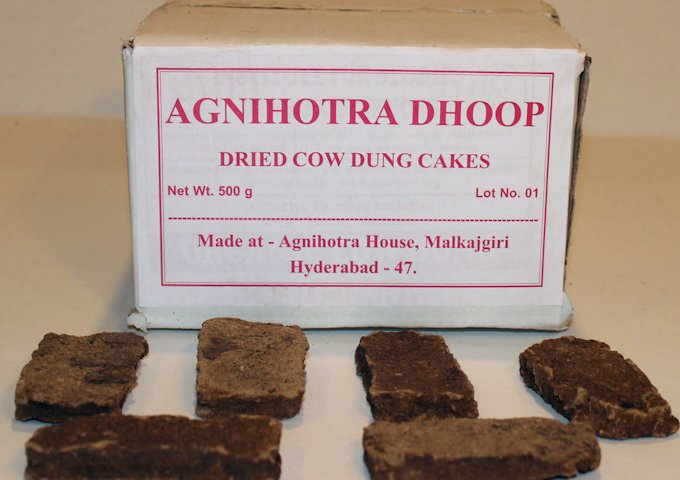 AGNIHOTRA DHOOP
DRIED COW DUNG CAKES
Net Wt. 500 g Lot No. 01
Made at - Agnihotra House, Malkajgiri
Hyderabad - 47.